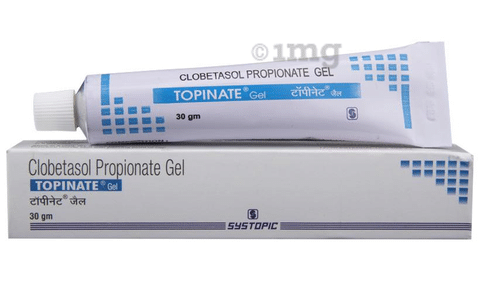 ©1mg
CLOBETASOL PROPIONATE GEL
TOPINATE® Gel टॉपीनेट® जैल
30 gm
Clobetasol Propionate Gel
TOPINATE® Gel
टॉपीनेट® जैल
30 gm
SYSTOPIC